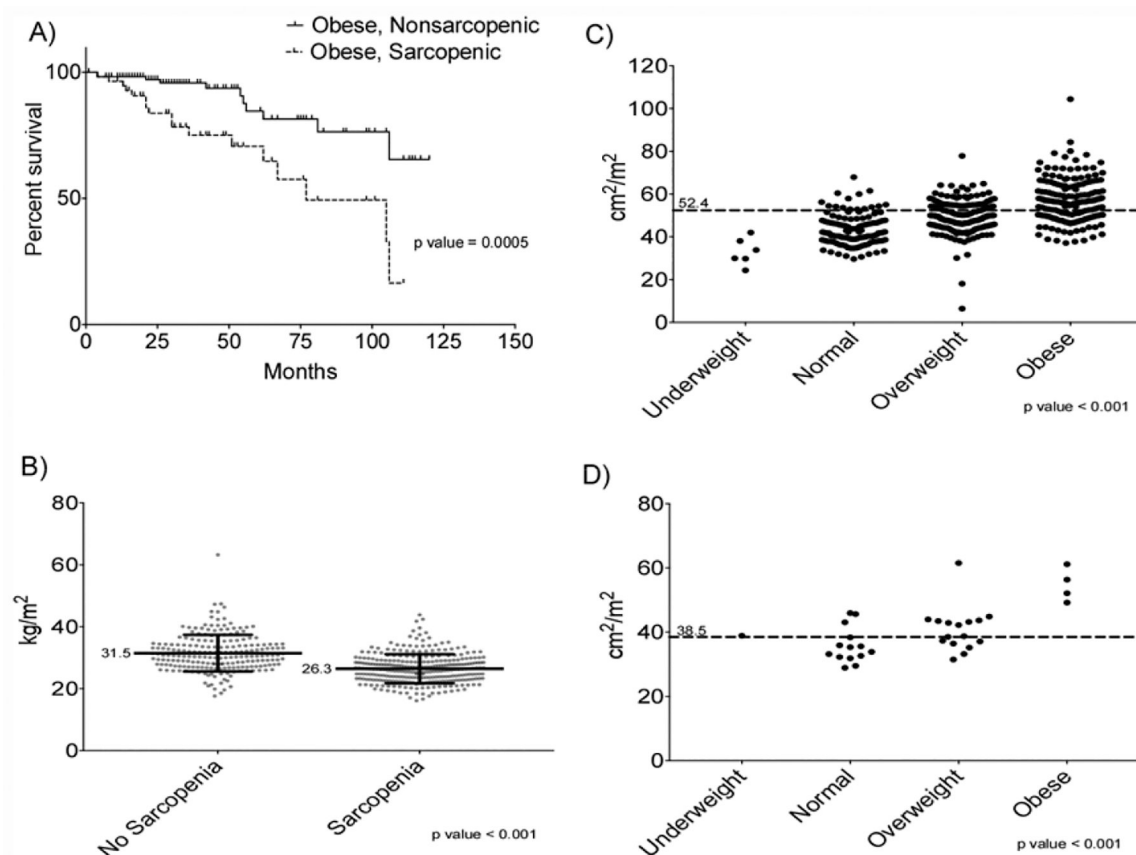 A)
Obese, Nonsarcopenic
Obese, Sarcopenic
Percent survival
100
50
0
0 25 50 75 100 125 150
Months
p value = 0.0005
B)
kg/m²
80
60
40
20
0
31.5
26.3
No Sarcopenia
Sarcopenia
p value < 0.001
C)
cm²/m²
120
100
80
60
40
20
0
52.4
Underweight
Normal
Overweight
Obese
p value < 0.001
D)
cm²/m²
80
60
40
20
0
38.5
Underweight
Normal
Overweight
Obese
p value < 0.001